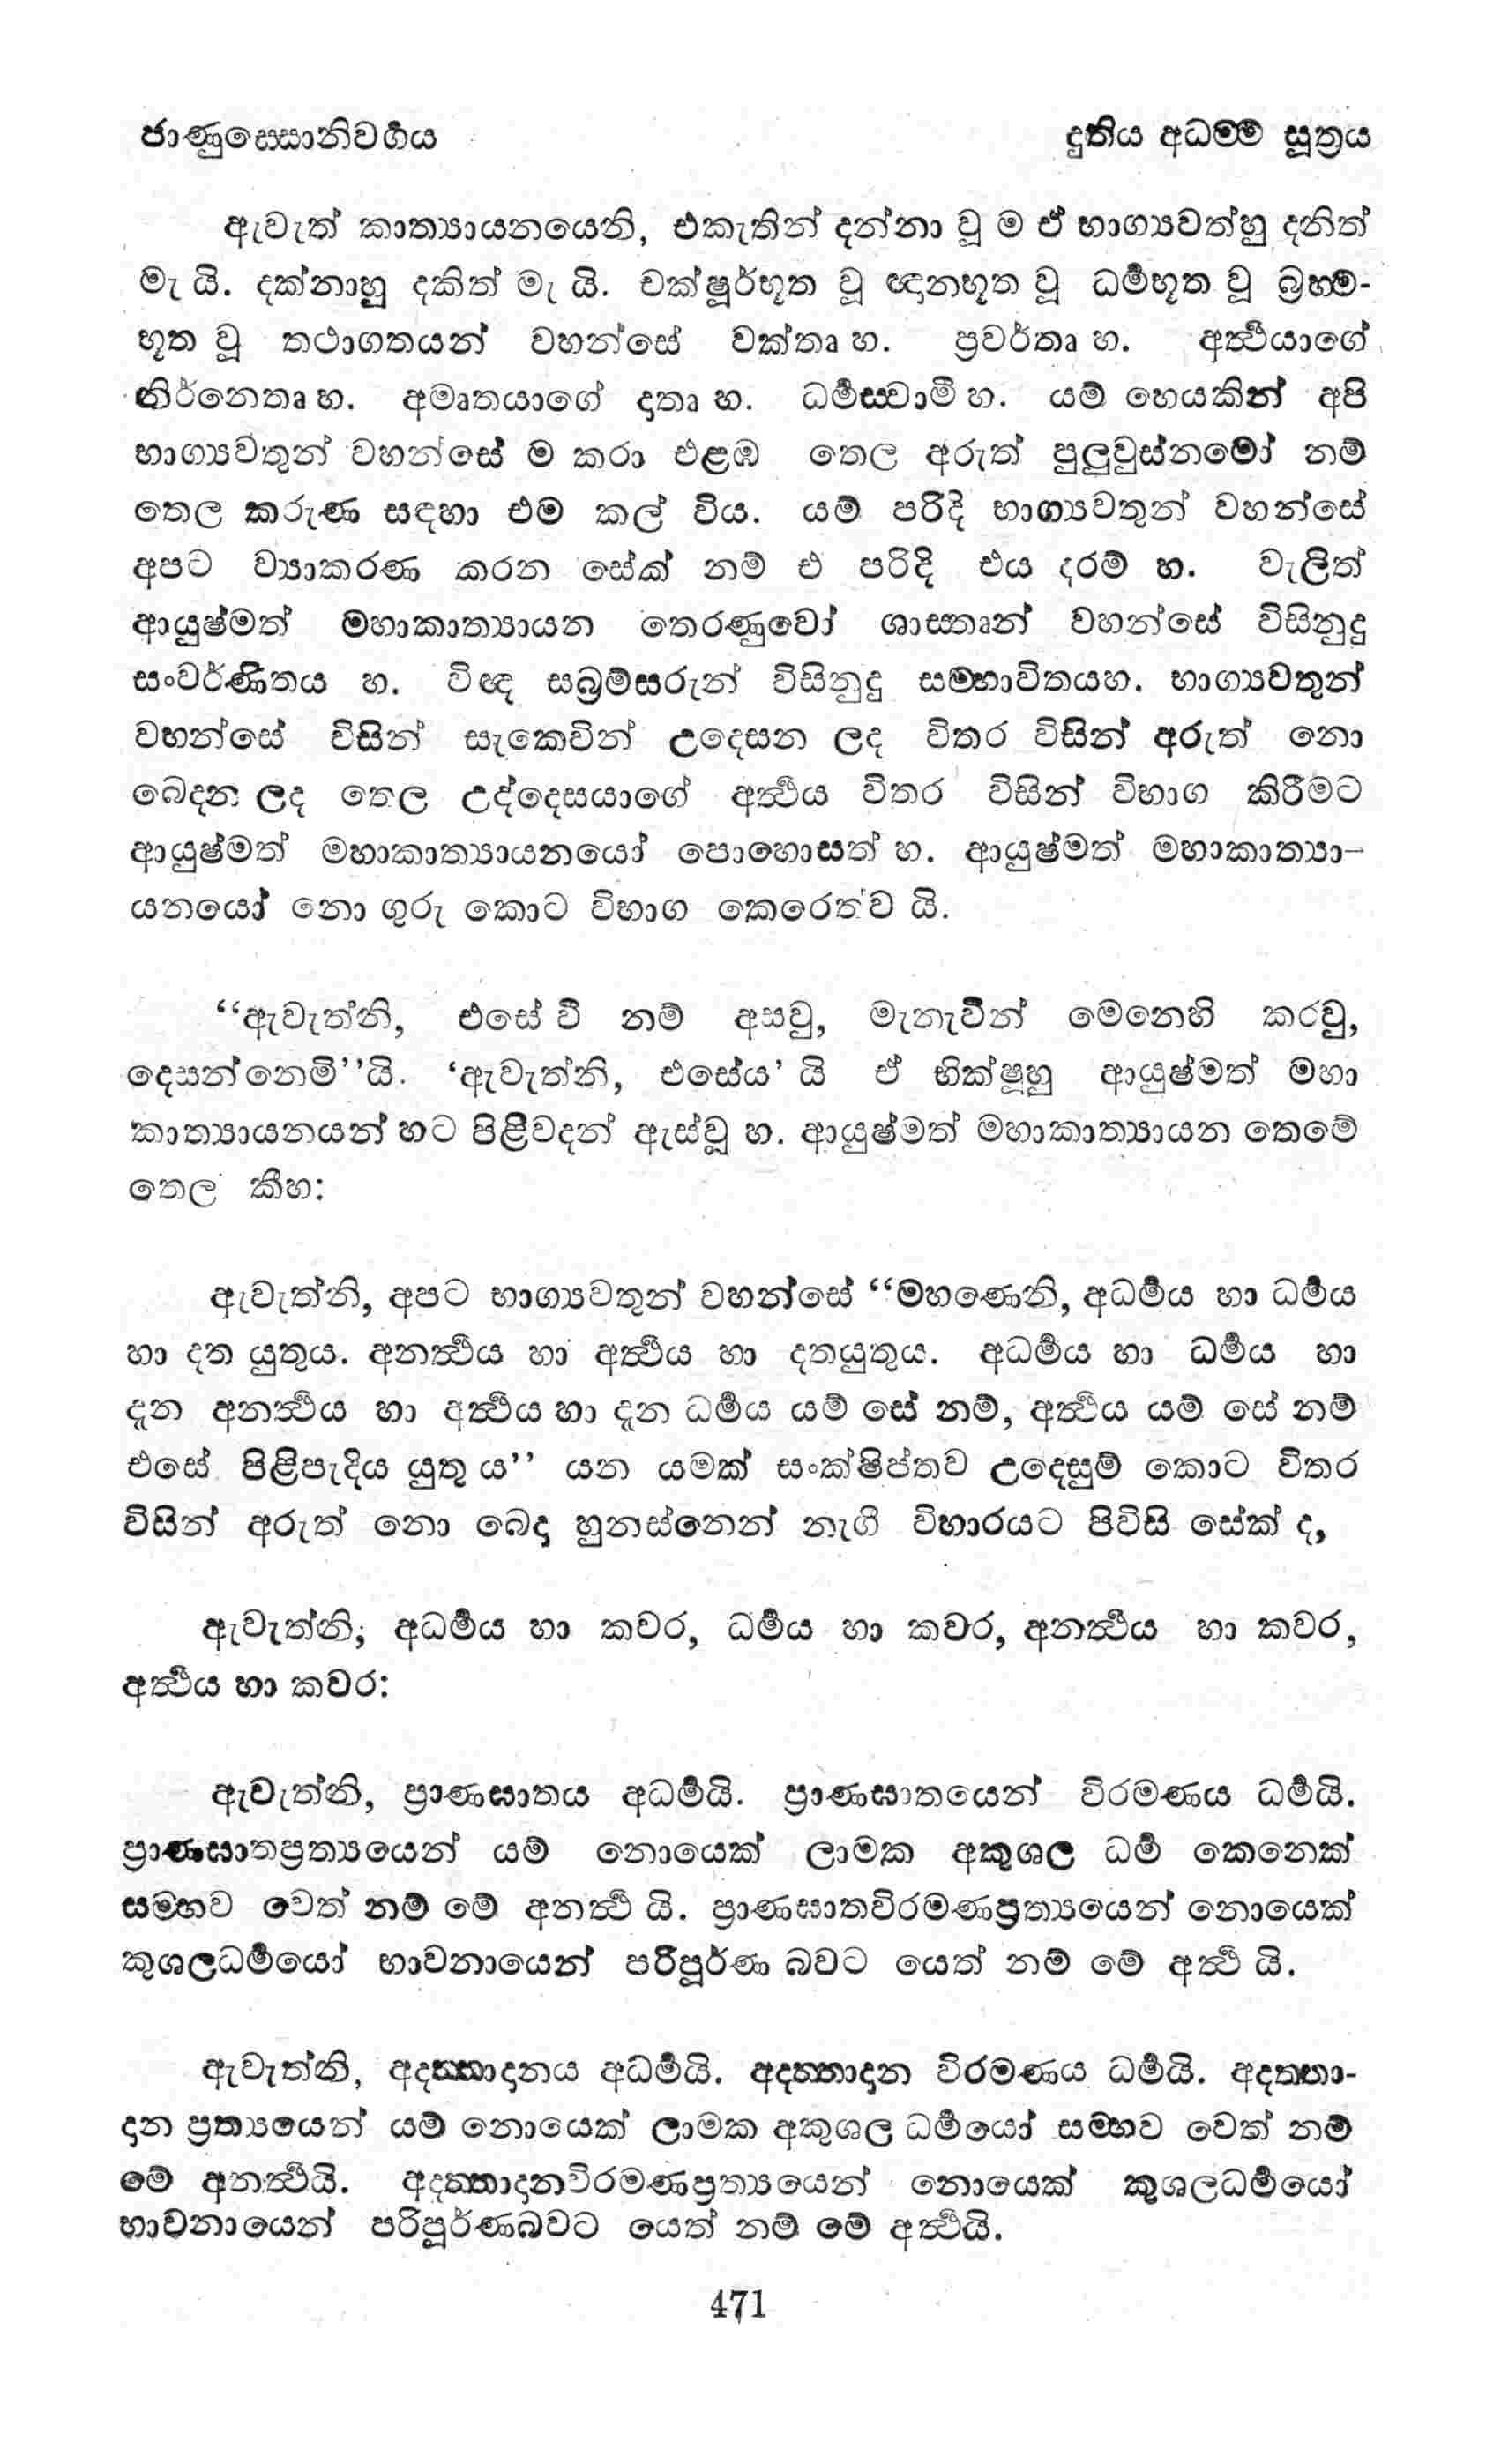 ජාණුස්සොනිවර්‍ගය
දුතිය අධම්ම සූත්‍රය
ඇවැත් කාත්‍යායනයෙනි, එකැතින් දන්නා වූ ම ඒ භාග්‍යවත්හු දනිත්
මැ යි. දක්නාහු දකිත් මැ යි. චක්ෂූර්භූත වූ ඥානභූත වූ ධර්‍මභූත වූ බ්‍රහ්ම-
භූත වූ තථාගතයන් වහන්සේ වක්තෘ හ. ප්‍රවර්තෘ හ. අර්‍ත්‍ථයාගේ
නිර්නෙතෘ හ. අමෘතයාගේ දාතෘ හ. ධර්‍මස්වාමී හ. යම් හෙයකින් අපි
භාග්‍යවතුන් වහන්සේ ම කරා එළඹ තෙල අරුත් පුලුවුස්නමෝ නම්
තෙල කරුණ සඳහා එම කල් විය. යම් පරිදි භාග්‍යවතුන් වහන්සේ
අපට ව්‍යාකරණ කරන සේක් නම් එ පරිදි එය දරම් හ. වැලිත්
ආයුෂ්මත් මහාකාත්‍යායන තෙරණුවෝ ශාස්තෘන් වහන්සේ විසිනුදු
සංවර්ණිතය හ. විඥ සබ්‍රම්සරුන් විසිනුදු සම්භාවිතයහ. භාග්‍යවතුන්
වහන්සේ විසින් සැකෙවින් උදෙසන ලද විතර විසින් අරුත් නො
බෙදන ලද තෙල උද්දෙසයාගේ අර්‍ත්‍ථය විතර විසින් විභාග කිරීමට
ආයුෂ්මත් මහාකාත්‍යායනයෝ පොහොසත් හ. ආයුෂ්මත් මහාකාත්‍යා-
යනයෝ නො ගුරු කොට විභාග කෙරෙත්ව යි.
“ඇවැත්නි, එසේ වී නම් අසවු, මැනැවින් මෙනෙහි කරවු,
දෙසන්නෙමි”යි. ‘ඇවැත්නි, එසේය’ යි ඒ භික්ෂූහු ආයුෂ්මත් මහා
කාත්‍යායනයන් හට පිළිවදන් ඇස්වූ හ. ආයුෂ්මත් මහාකාත්‍යායන තෙමේ
තෙල කීහ:
ඇවැත්නි, අපට භාග්‍යවතුන් වහන්සේ “මහණෙනි, අධර්‍මය හා ධර්‍මය
හා දත යුතුය. අනර්‍ත්‍ථය හා අර්‍ත්‍ථය හා දතයුතුය. අධර්‍මය හා ධර්‍මය හා
දැන අනර්‍ත්‍ථය හා අර්‍ත්‍ථය හා දැන ධර්‍මය යම් සේ නම්, අර්‍ත්‍ථය යම් සේ නම්
එසේ පිළිපැදිය යුතු ය” යන යමක් සංක්ෂිප්තව උදෙසුම් කොට විතර
විසින් අරුත් නො බෙදා හුනස්නෙන් නැගී විහාරයට පිවිසි සේක් ද,
ඇවැත්නි, අධර්‍මය හා කවර, ධර්‍මය හා කවර, අනර්‍ත්‍ථය හා කවර,
අර්‍ත්‍ථය හා කවර:
ඇවැත්නි, ප්‍රාණඝාතය අධර්‍මයි. ප්‍රාණඝාතයෙන් විරමණය ධර්‍මයි.
ප්‍රාණඝාතප්‍රත්‍යයෙන් යම් නොයෙක් ලාමක අකුශල ධර්‍ම කෙනෙක්
සම්භව වෙත් නම් මේ අනර්‍ත්‍ථ යි. ප්‍රාණඝාතවිරමණප්‍රත්‍යයෙන් නොයෙක්
කුශලධර්‍මයෝ භාවනායෙන් පරිපූර්ණ බවට යෙත් නම් මේ අර්‍ත්‍ථ යි.
ඇවැත්නි, අදත්තාදානය අධර්‍මයි. අදත්තාදාන විරමණය ධර්‍මයි. අදත්තා-
දාන ප්‍රත්‍යයෙන් යම් නොයෙක් ලාමක අකුශල ධර්‍මයෝ සම්භව වෙත් නම්
මේ අනර්‍ත්‍ථයි. අදත්තාදානවිරමණප්‍රත්‍යයෙන් නොයෙක් කුශලධර්‍මයෝ
භාවනායෙන් පරිපූර්ණබවට යෙත් නම් මේ අර්‍ත්‍ථයි.
471